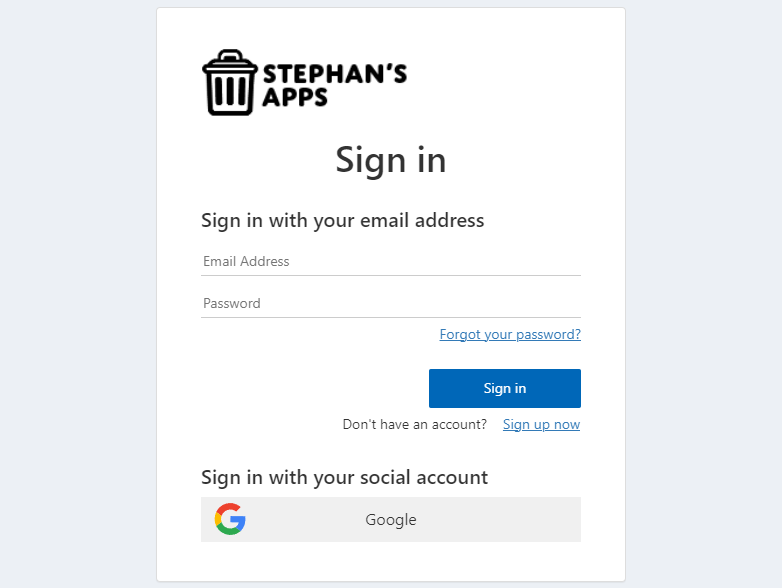 STEPHAN'S
APPS
Sign in
Sign in with your email address
Email Address
Password
Forgot your password?
Sign in
Don't have an account? Sign up now
Sign in with your social account
Google